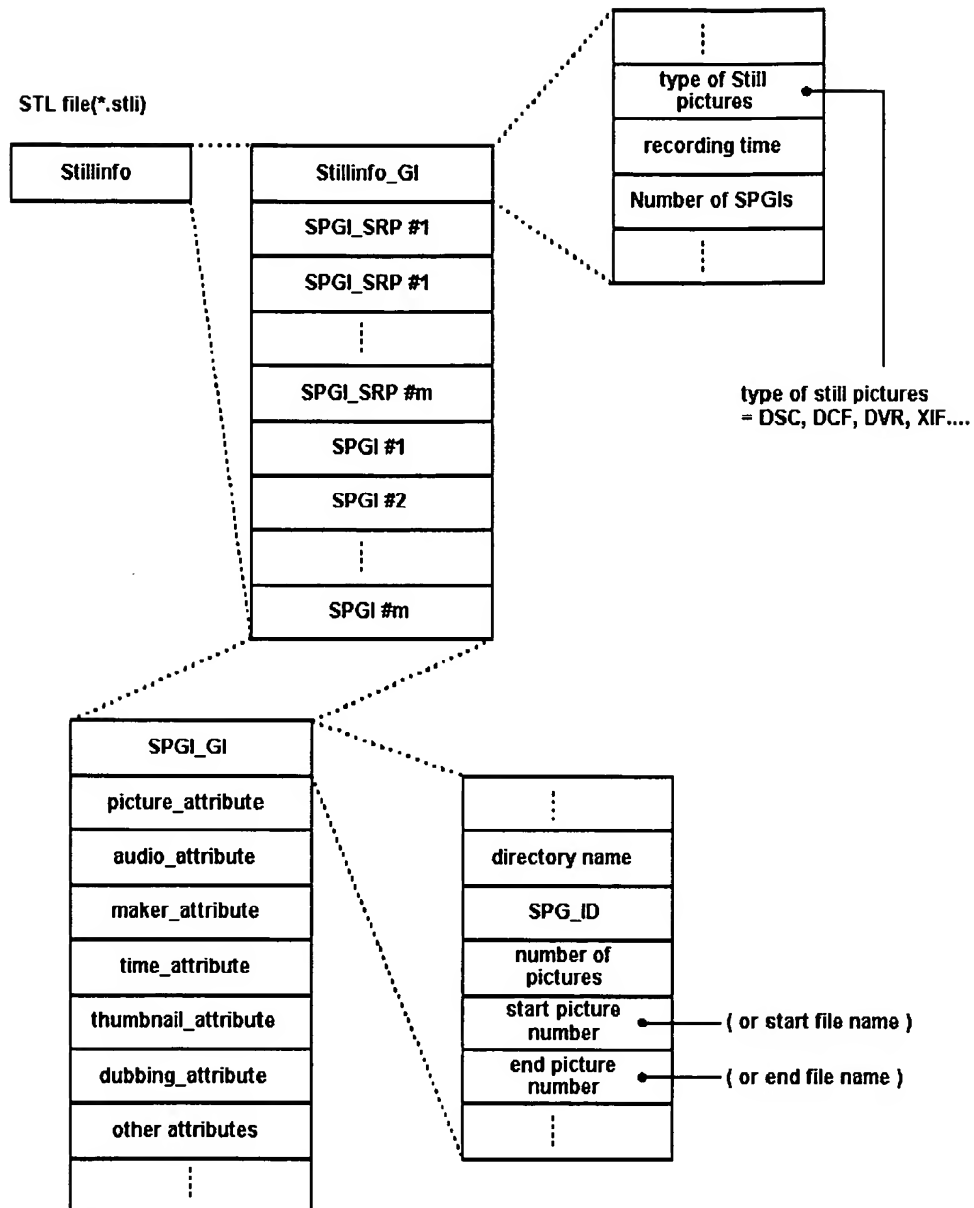 STL file(*.stli)
Stillinfo
Stillinfo_GI
SPGI_SRP #1
SPGI_SRP #1
SPGI_SRP #m
SPGI #1
SPGI #2
SPGI #m
type of Still
pictures
recording time
Number of SPGIs
type of still pictures
= DSC, DCF, DVR, XIF....
SPGI_GI
picture_attribute
audio_attribute
maker_attribute
time_attribute
thumbnail_attribute
dubbing_attribute
other attributes
directory name
SPG_ID
number of
pictures
start picture
number
( or start file name )
end picture
number
( or end file name )